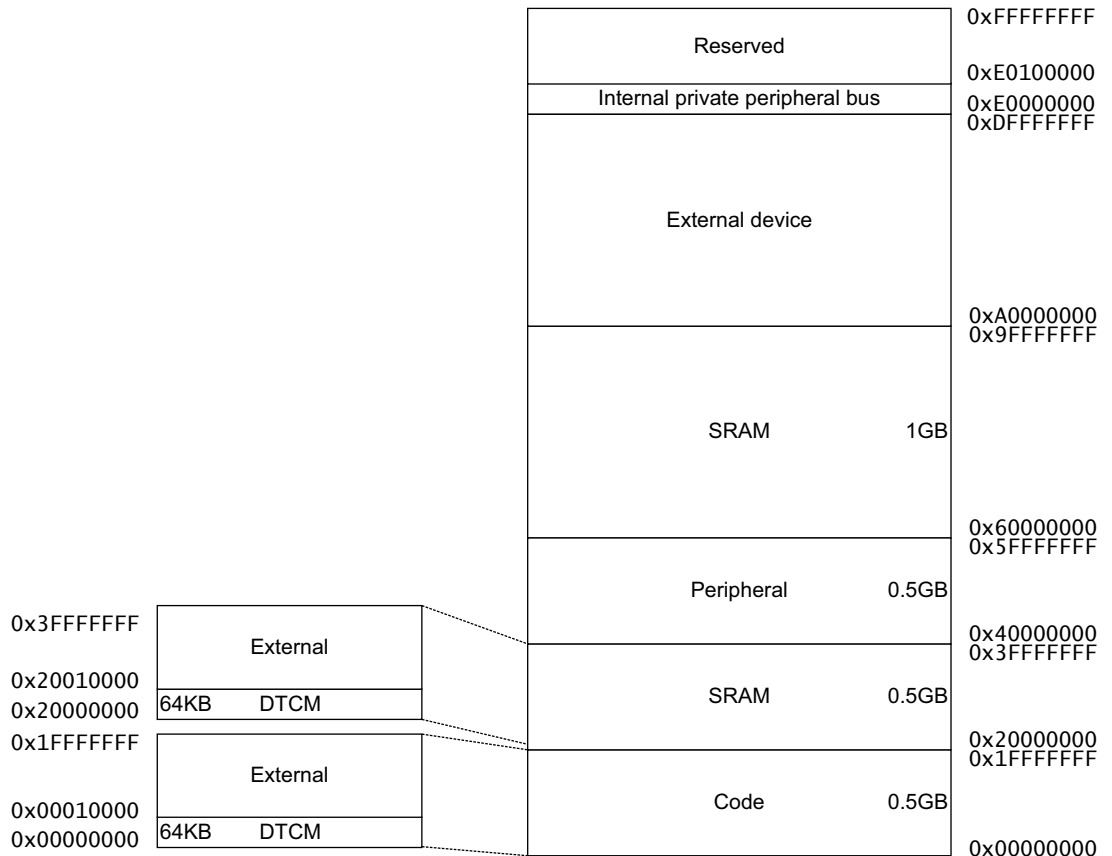 0xFFFFFFFF
Reserved
0xE0100000
Internal private peripheral bus
0xE0000000
0xDFFFFFFF
External device
0xA0000000
0x9FFFFFFF
SRAM 1GB
0x60000000
0x5FFFFFFF
Peripheral 0.5GB
0x40000000
0x3FFFFFFF
SRAM 0.5GB
0x20000000
0x1FFFFFFF
Code 0.5GB
0x00000000
0x3FFFFFFF
External
0x20010000
64KB DTCM
0x20000000
0x1FFFFFFF
External
0x00010000
64KB DTCM
0x00000000